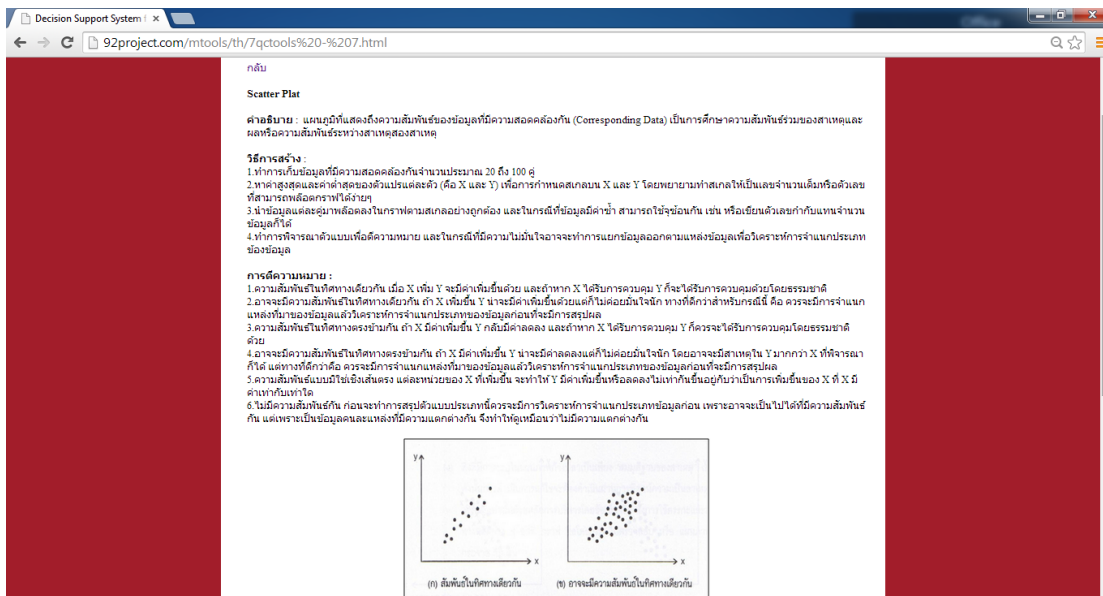 Decision Support System f
92project.com/mtools/th/7qctools%20-%207.html
กลับ
Scatter Plat
คำอธิบาย : แผนภูมิที่แสดงถึงความสัมพันธ์ของข้อมูลที่มีความสอดคล้องกัน (Corresponding Data) เป็นการศึกษาความสัมพันธ์ร่วมของสาเหตุและ
ผลหรือความสัมพันธ์ระหว่างสาเหตุสองสาเหตุ
วิธีการสร้าง :
1.ทำการเก็บข้อมูลที่มีความสอดคล้องกันจำนวนประมาณ 20 ถึง 100 คู่
2.หาค่าสูงสุดและค่าต่ำสุดของตัวแปรแต่ละตัว (คือ X และ Y) เพื่อการกำหนดสเกลบน X และ Y โดยพยายามทำสเกลให้เป็นเลขจำนวนเต็มหรือตัวเลข
ที่สามารถพล๊อตกราฟได้ง่ายๆ
3.นำข้อมูลแต่ละคู่มาพล๊อตลงในกราฟตามสเกลอย่างถูกต้อง และในกรณีที่ข้อมูลมีค่าซ้ำ สามารถใช้จุซ้อนกัน เช่น หรือเขียนตัวเลขกำกับแทนจำนวน
ข้อมูลก็ได้
4.ทำการพิจารณาตัวแบบเพื่อตีความหมาย และในกรณีที่มีความไม่มั่นใจอาจจะทำการแยกข้อมูลออกตามแหล่งข้อมูลเพื่อวิเคราะห์การจำแนกประเภท
ข้องข้อมูล
การตีความหมาย :
1.ความสัมพันธ์ในทิศทางเดียวกัน เมื่อ X เพิ่ม Y จะมีค่าเพิ่มขึ้นด้วย และถ้าหาก X ได้รับการควบคุม Y ก็จะได้รับการควบคุมด้วยโดยธรรมชาติ
2.อาจจะมีความสัมพันธ์ในทิศทางเดียวกัน ถ้า X เพิ่มขึ้น Y น่าจะมีค่าเพิ่มขึ้นด้วยแต่ก็ไม่ค่อยมั่นใจนัก ทางที่ดีกว่าสำหรับกรณีนี้ คือ ควรจะมีการจำแนก
แหล่งที่มาของข้อมูลแล้ววิเคราะห์การจำแนกประเภทของข้อมูลก่อนที่จะมีการสรุปผล
3.ความสัมพันธ์ในทิศทางตรงข้ามกัน ถ้า X มีค่าเพิ่มขึ้น Y กลับมีค่าลดลง และถ้าหาก X ได้รับการควบคุม Y ก็ควรจะได้รับการควบคุมโดยธรรมชาติ
ด้วย
4.อาจจะมีความสัมพันธ์ในทิศทางตรงข้ามกัน ถ้า X มีค่าเพิ่มขึ้น Y น่าจะมีค่าลดลงแต่ก็ไม่ค่อยมั่นใจนัก โดยอาจจะมีสาเหตุใน Y มากกว่า X ที่พิจารณา
ก็ได้ แต่ทางที่ดีกว่าคือ ควรจะมีการจำแนกแหล่งที่มาของข้อมูลแล้ววิเคราะห์การจำแนกประเภทของข้อมูลก่อนที่จะมีการสรุปผล
5.ความสัมพันธ์แบบมิใช่เชิงเส้นตรง แต่ละหน่วยของ X ที่เพิ่มขึ้น จะทำให้ Y มีค่าเพิ่มขึ้นหรือลดลงไม่เท่ากันขึ้นอยู่กับว่าเป็นการเพิ่มขึ้นของ X ที่ X มี
ค่าเท่ากับเท่าใด
6.ไม่มีความสัมพันธ์กัน ก่อนจะทำการสรุปตัวแบบประเภทนี้ควรจะมีการวิเคราะห์การจำแนกประเภทข้อมูลก่อน เพราะอาจจะเป็นไปได้ที่มีความสัมพันธ์
กัน แต่เพราะเป็นข้อมูลคนละแหล่งที่มีความแตกต่างกัน จึงทำให้ดูเหมือนว่าไม่มีความแตกต่างกัน
y y
x x
(ก) สัมพันธ์ในทิศทางเดียวกัน (ข) อาจจะมีความสัมพันธ์ในทิศทางเดียวกัน